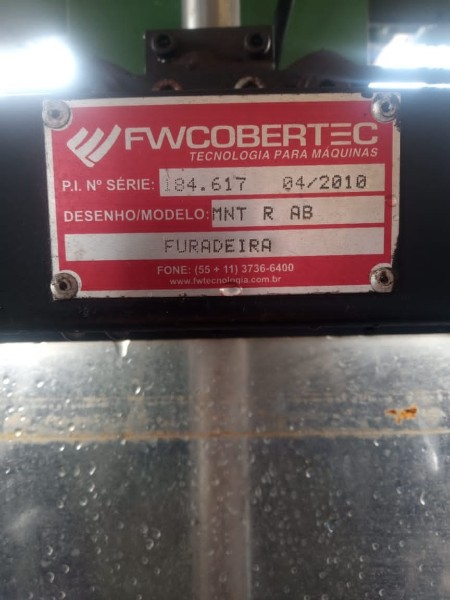 FWCOBERTEC
TECNOLOGIA PARA MÁQUINAS
P.I. Nº SÉRIE: 184.617 04/2010
DESENHO/MODELO: MNT R AB
FURADEIRA
FONE: (55 + 11) 3736-6400
www.fwtecnologia.com.br